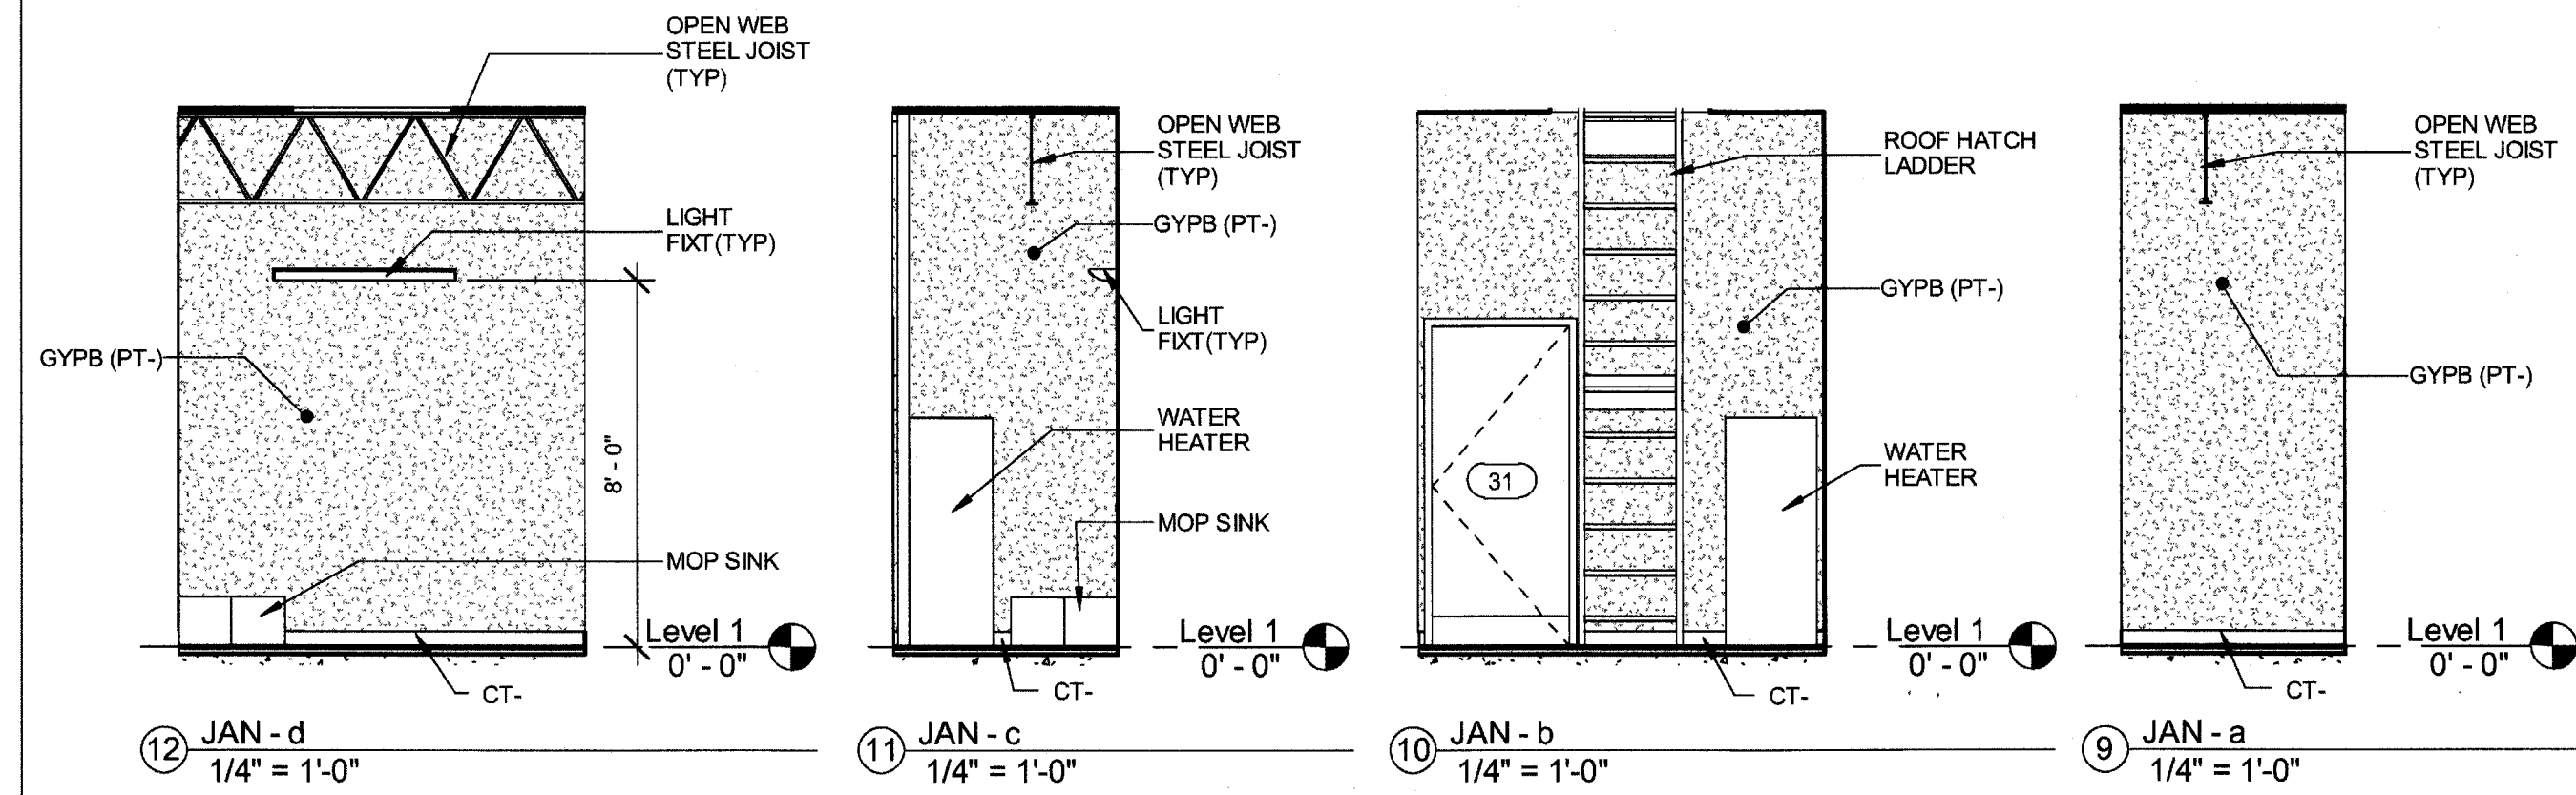 OPEN WEB
STEEL JOIST
(TYP)
LIGHT
FIXT(TYP)
GYPB (PT-)
8' - 0"
MOP SINK
Level 1
0' - 0"
CT-
12
JAN - d
1/4" = 1'-0"
OPEN WEB
STEEL JOIST
(TYP)
GYPB (PT-)
LIGHT
FIXT(TYP)
WATER
HEATER
MOP SINK
Level 1
0' - 0"
CT-
11
JAN - c
1/4" = 1'-0"
ROOF HATCH
LADDER
GYPB (PT-)
31
WATER
HEATER
Level 1
0' - 0"
CT-
10
JAN - b
1/4" = 1'-0"
OPEN WEB
STEEL JOIST
(TYP)
GYPB (PT-)
Level 1
0' - 0"
CT-
9
JAN - a
1/4" = 1'-0"